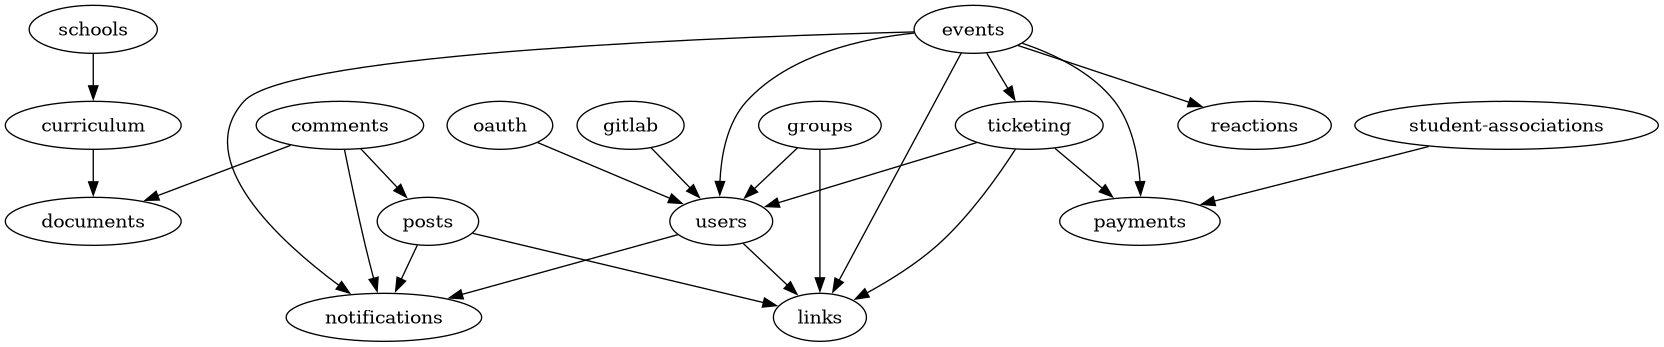 schools
events
curriculum
comments
oauth
gitlab
groups
ticketing
reactions
student-associations
documents
posts
users
payments
notifications
links